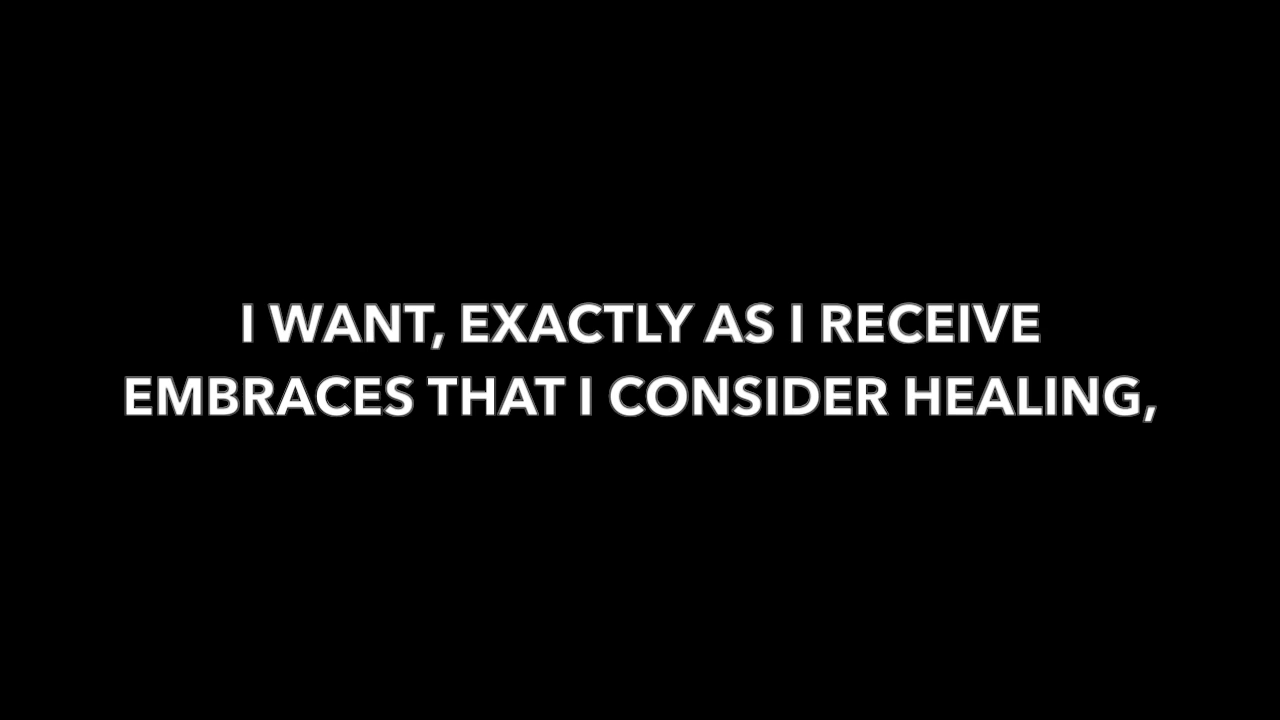 I WANT, EXACTLY AS I RECEIVE
EMBRACES THAT I CONSIDER HEALING,